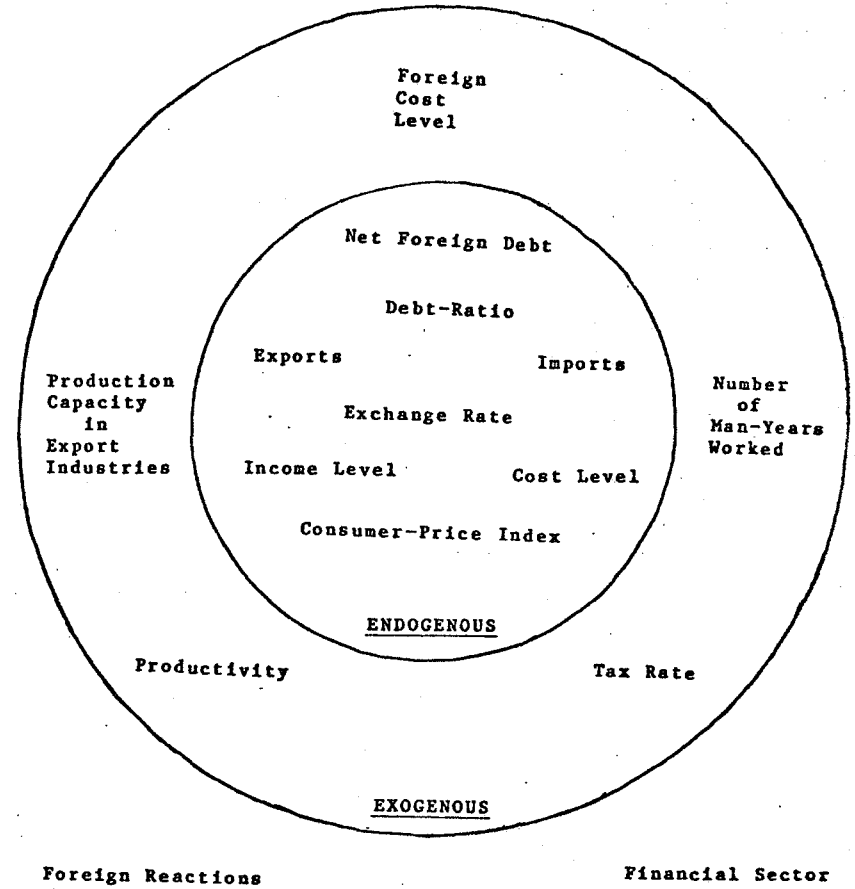 Foreign
Cost
Level
Net Foreign Debt
Debt-Ratio
Exports
Imports
Exchange Rate
Production
Capacity
in
Export
Industries
Number
of
Man-Years
Worked
Income Level
Cost Level
Consumer-Price Index
ENDOGENOUS
Productivity
Tax Rate
EXOGENOUS
Foreign Reactions
Financial Sector